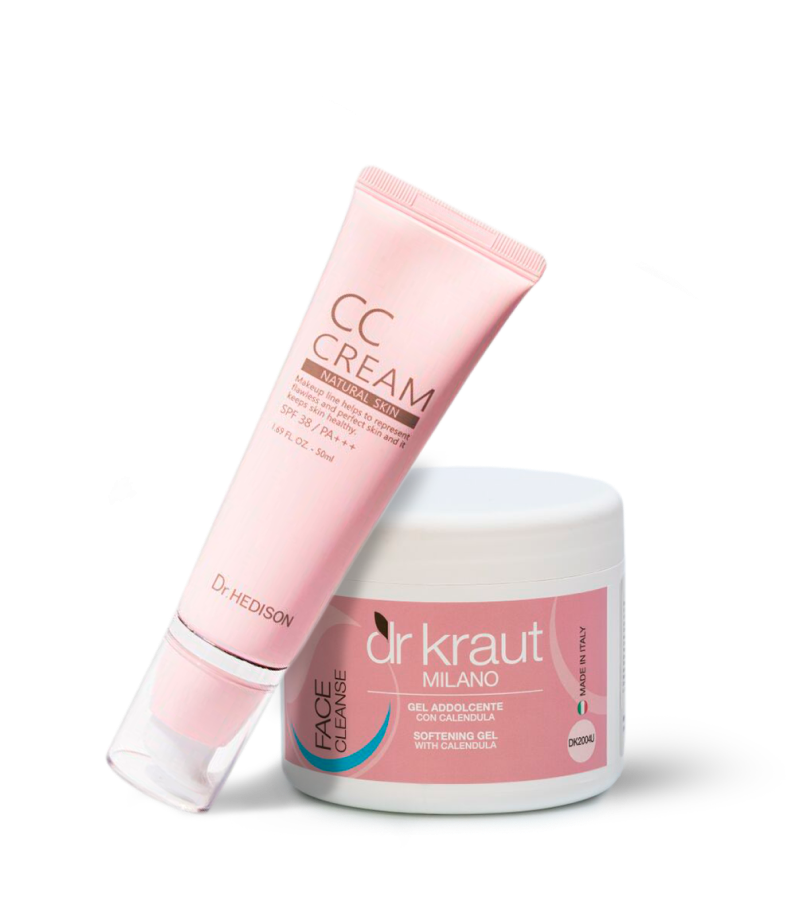 CC
CREAM
NATURAL SKIN
Makeup line helps to represent
flawless and perfect skin and it
keeps skin healthy.
SPF 38 / PA+++
1.69 FL. OZ. - 50ml
Dr.HEDISON
dr kraut
MILANO
GEL ADDOLCENTE
CON CALENDULA
SOFTENING GEL
WITH CALENDULA
FACE
CLEANSE
MADE IN ITALY
DK2004U